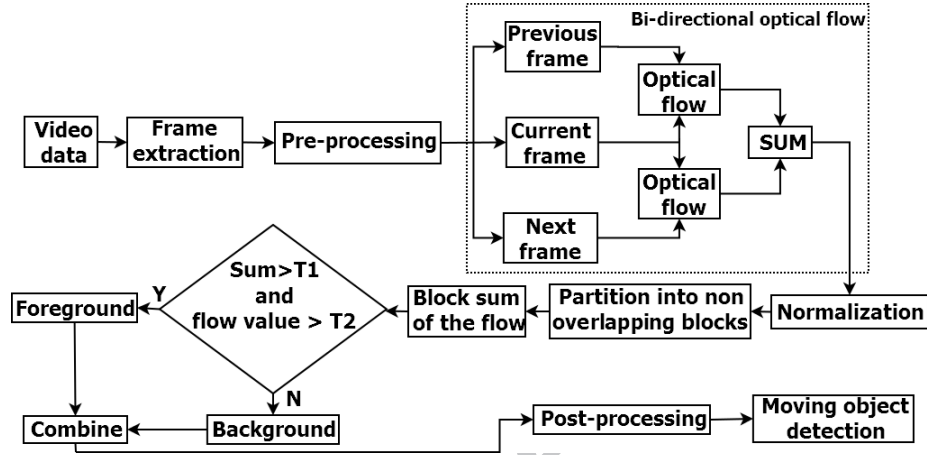 Bi-directional optical flow
Previous
frame
Optical
flow
Video
data
Frame
extraction
Pre-processing
Current
frame
SUM
Optical
flow
Next
frame
Sum>T1
and
flow value > T2
Y
N
Foreground
Block sum
of the flow
Partition into non
overlapping blocks
Normalization
Combine
Background
Post-processing
Moving object
detection